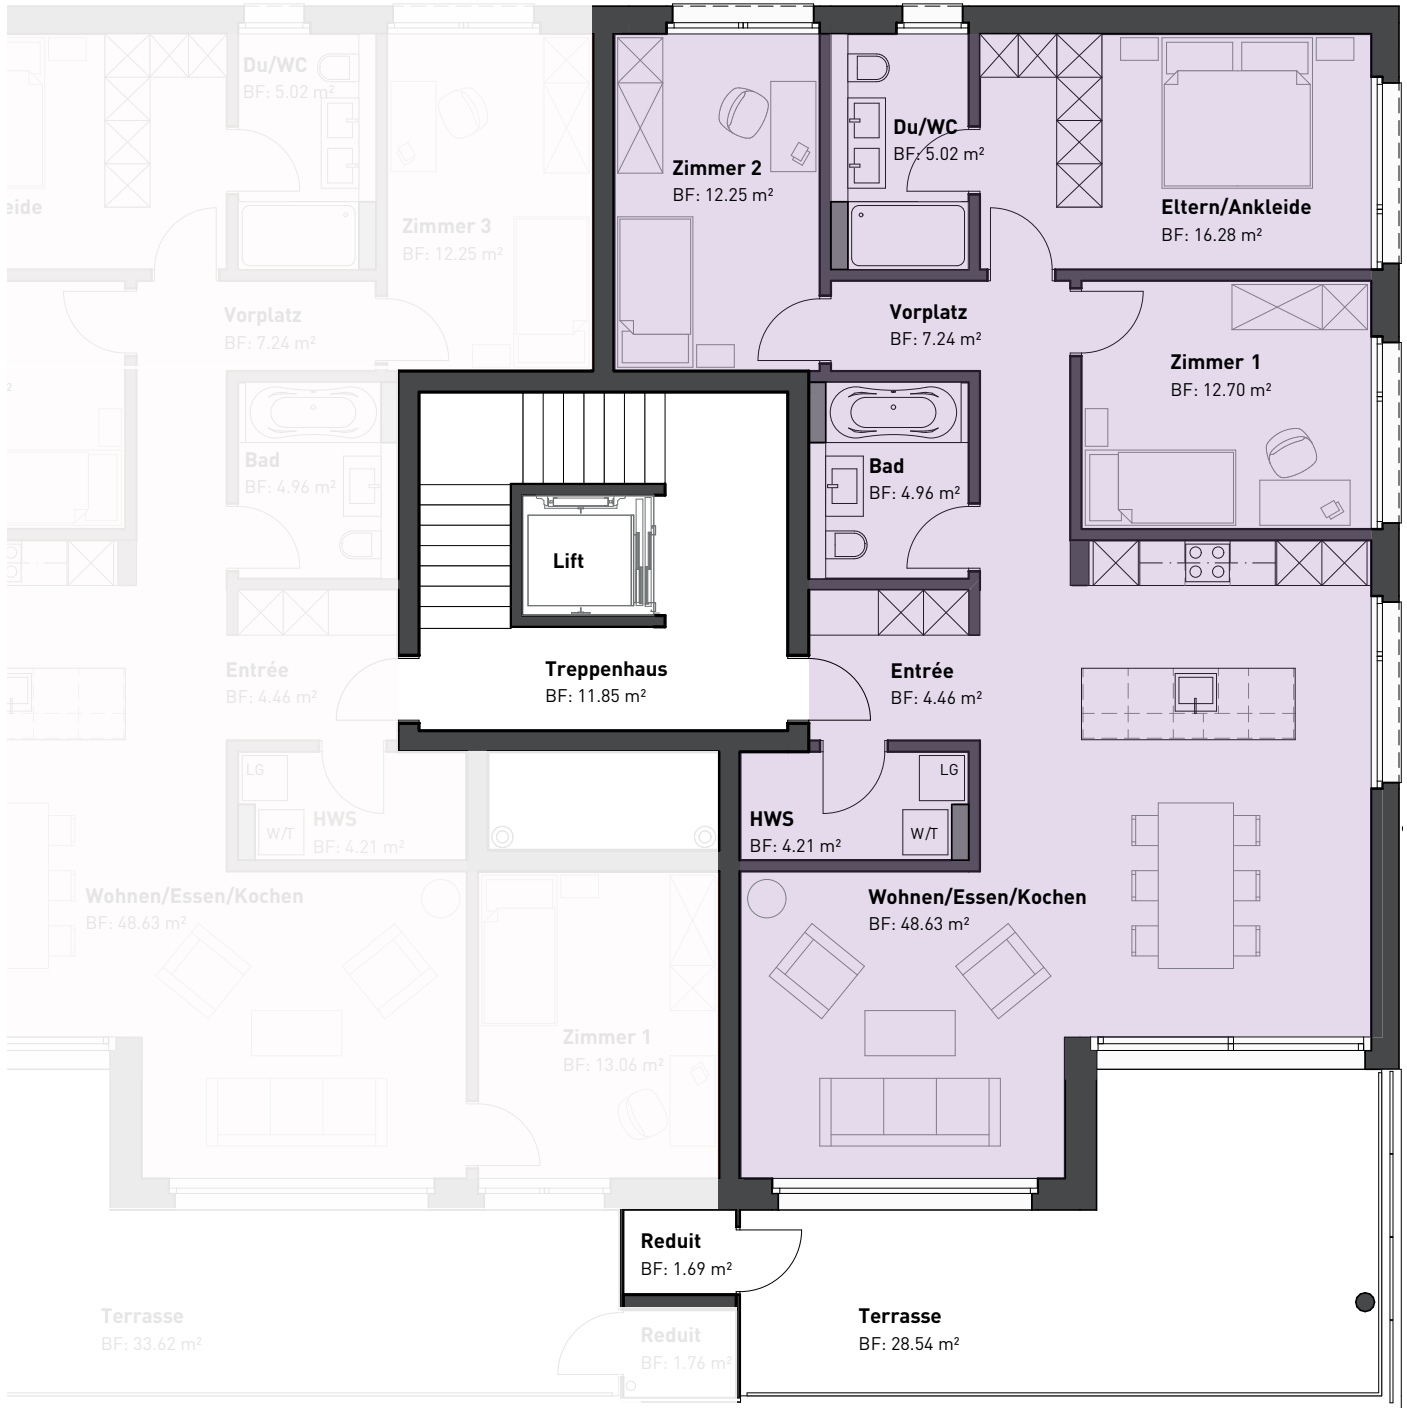 Du/WC
BF: 5.02 m²
eide
Zimmer 3
BF: 12.25 m²
Vorplatz
BF: 7.24 m²
Bad
BF: 4.96 m²
Entrée
BF: 4.46 m²
LG
W/T
HWS
BF: 4.21 m²
Wohnen/Essen/Kochen
BF: 48.63 m²
Zimmer 1
BF: 13.06 m²
Terrasse
BF: 33.62 m²
Reduit
BF: 1.76 m²
Lift
Treppenhaus
BF: 11.85 m²
Zimmer 2
BF: 12.25 m²
Du/WC
BF: 5.02 m²
Eltern/Ankleide
BF: 16.28 m²
Vorplatz
BF: 7.24 m²
Zimmer 1
BF: 12.70 m²
Bad
BF: 4.96 m²
Entrée
BF: 4.46 m²
LG
W/T
HWS
BF: 4.21 m²
Wohnen/Essen/Kochen
BF: 48.63 m²
Reduit
BF: 1.69 m²
Terrasse
BF: 28.54 m²